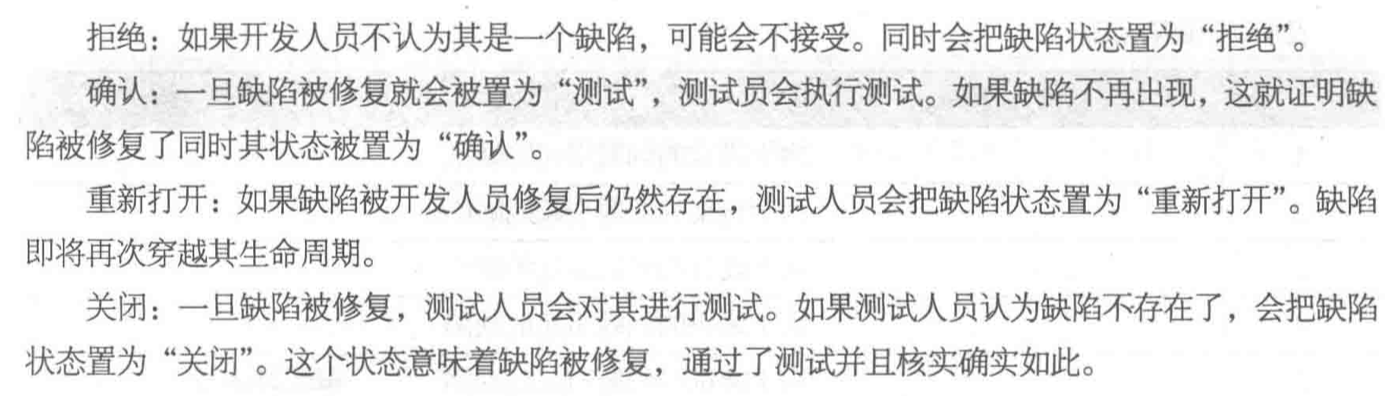 拒绝：如果开发人员不认为其是一个缺陷，可能会不接受。同时会把缺陷状态置为“拒绝”。
确认：一旦缺陷被修复就会被置为“测试”，测试员会执行测试。如果缺陷不再出现，这就证明缺
陷被修复了同时其状态被置为“确认”。
重新打开：如果缺陷被开发人员修复后仍然存在，测试人员会把缺陷状态置为“重新打开”。缺陷
即将再次穿越其生命周期。
关闭：一旦缺陷被修复，测试人员会对其进行测试。如果测试人员认为缺陷不存在了，会把缺陷
状态置为“关闭”。这个状态意味着缺陷被修复，通过了测试并且核实确实如此。